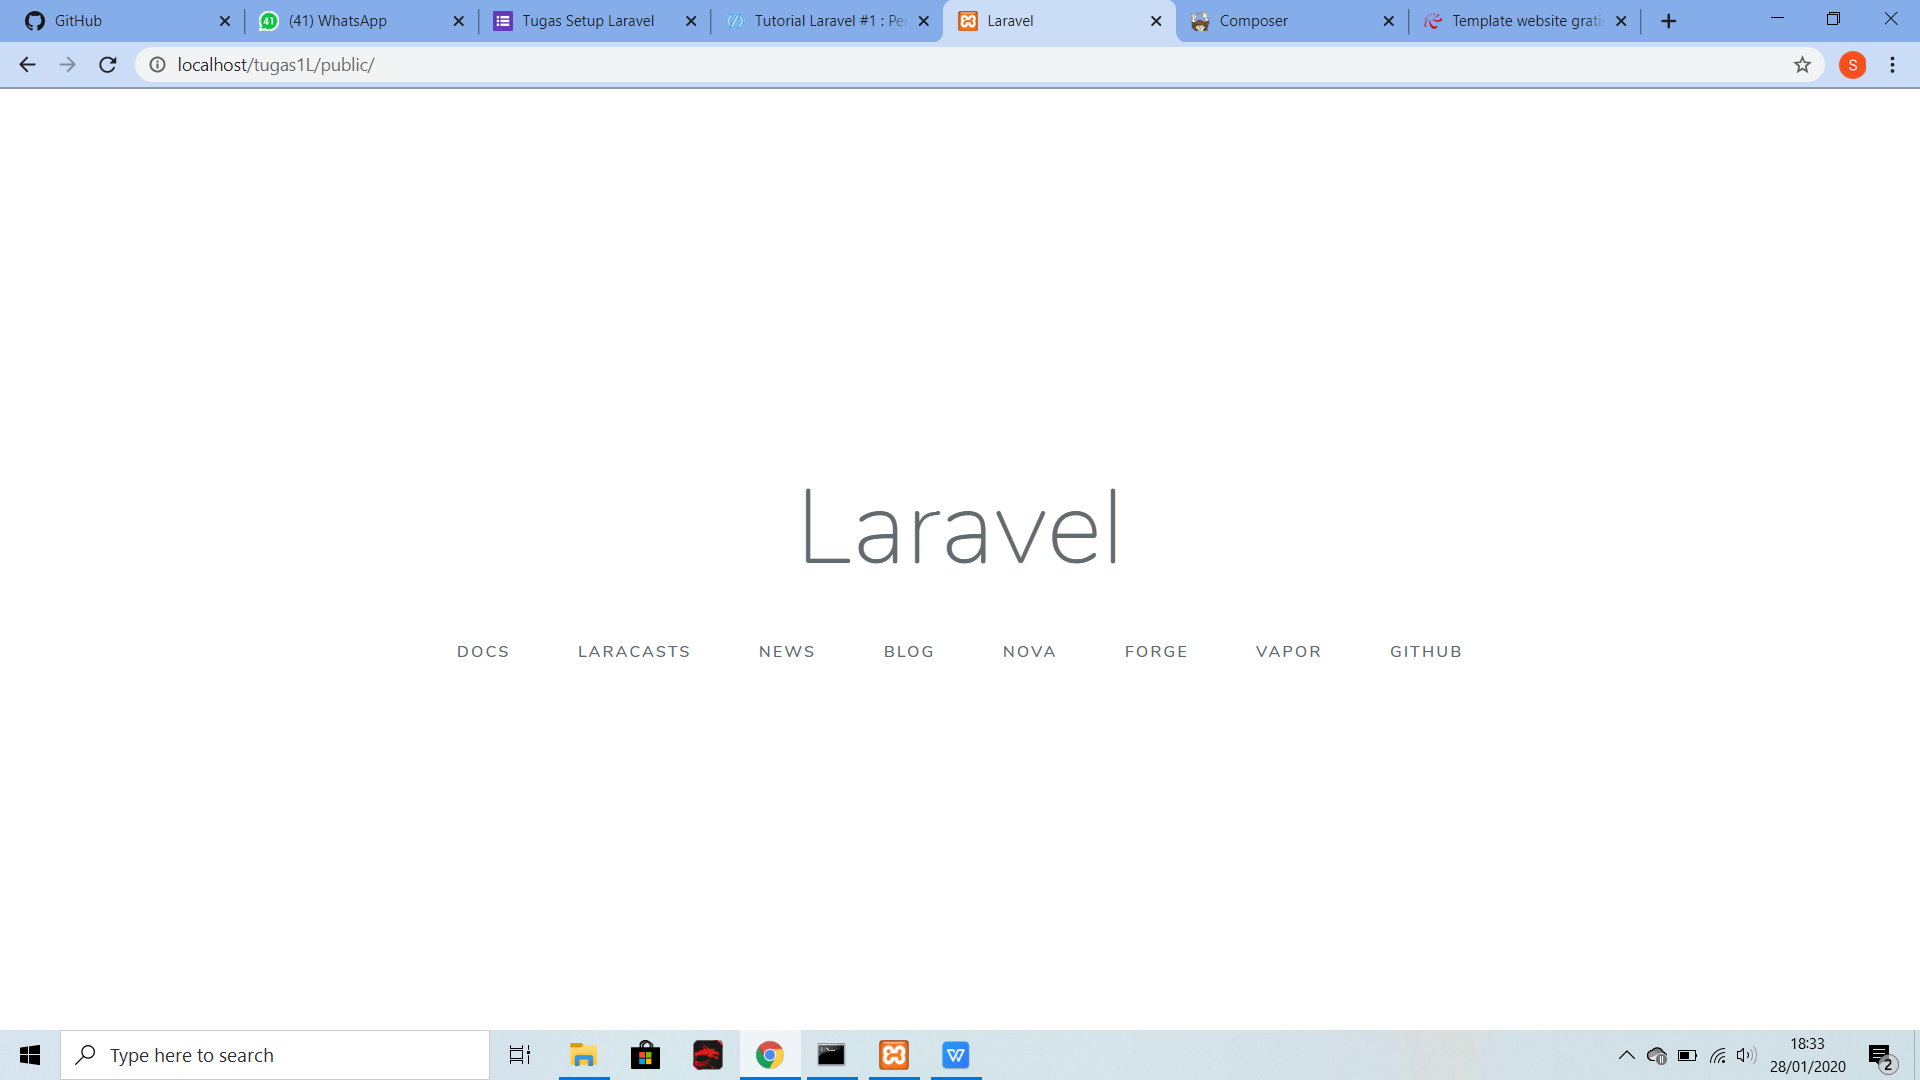 GitHub
(41) WhatsApp
Tugas Setup Laravel
Tutorial Laravel #1 : Pe
Laravel
Composer
Template website grati
localhost/tugas1L/public/
S
Laravel
DOCS LARACASTS NEWS BLOG NOVA FORGE VAPOR GITHUB
Type here to search
18:33
28/01/2020
2